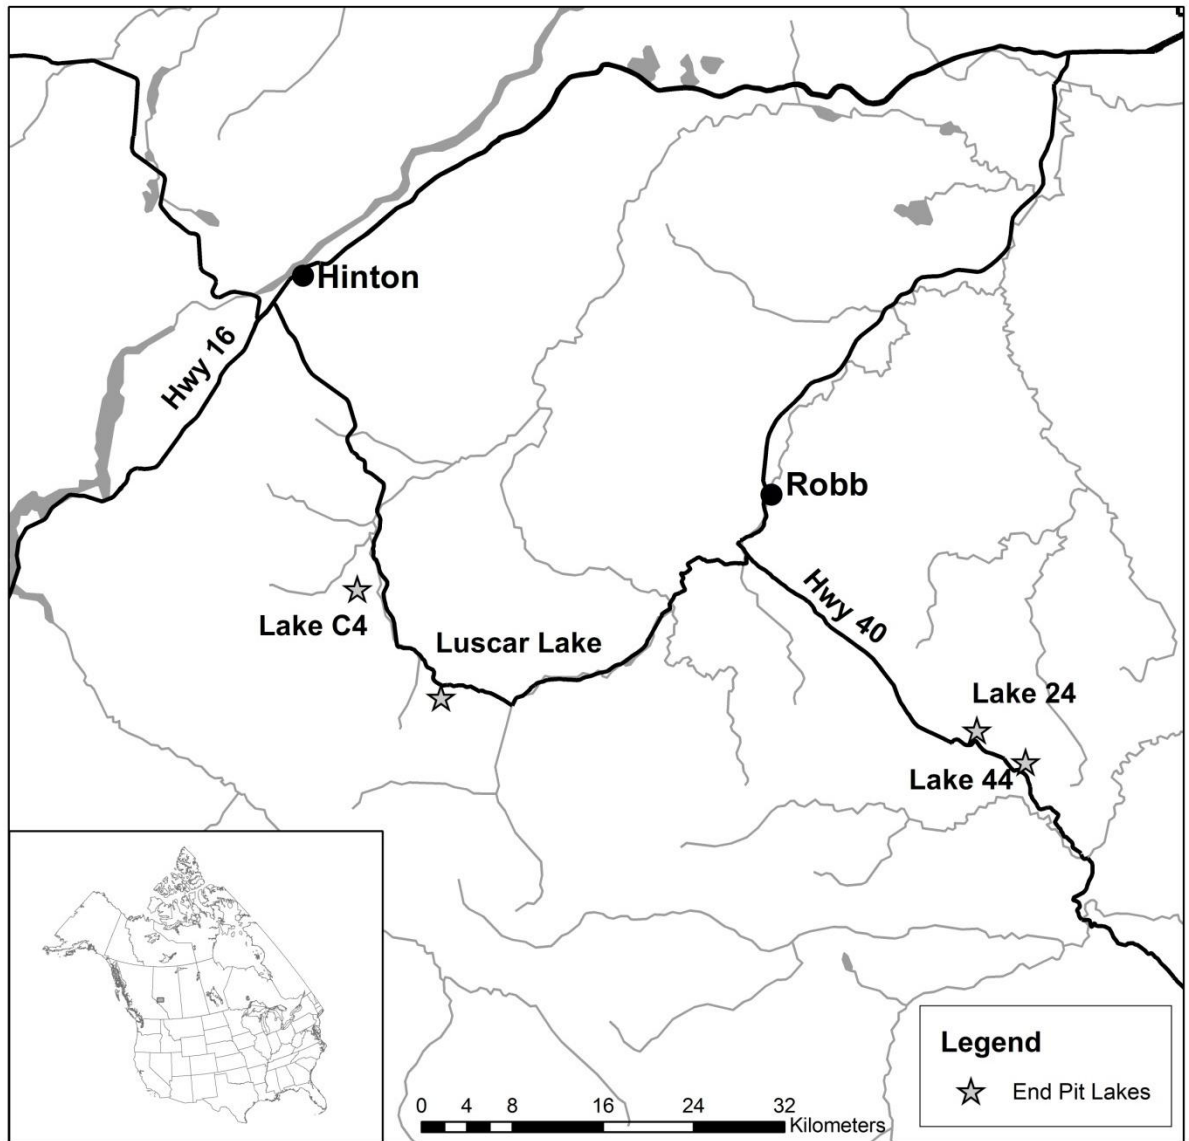 Hinton
Hwy 16
Robb
Hwy 40
Lake C4
Luscar Lake
Lake 24
Lake 44
Legend
End Pit Lakes
0 4 8 16 24 32
Kilometers